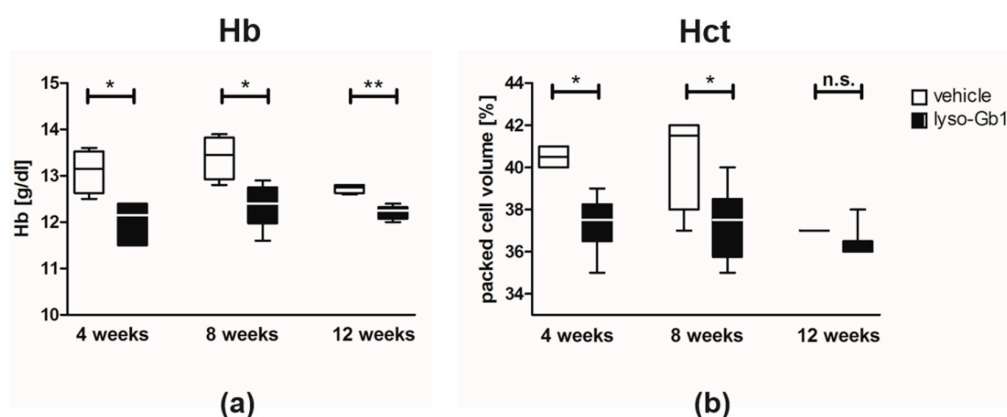 Hb
Hb [g/dl]
15
14
13
12
11
10
*
*
**
4 weeks
8 weeks
12 weeks
(a)
Hct
packed cell volume [%]
44
42
40
38
36
34
*
*
n.s.
vehicle
lyso-Gb1
4 weeks
8 weeks
12 weeks
(b)